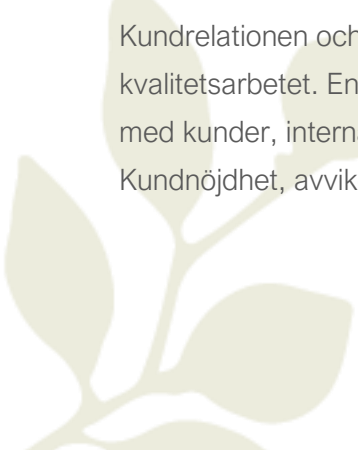 Kundrelationen och
kvalitetsarbetet. En
med kunder, interna
Kundnöjdhet, avvik